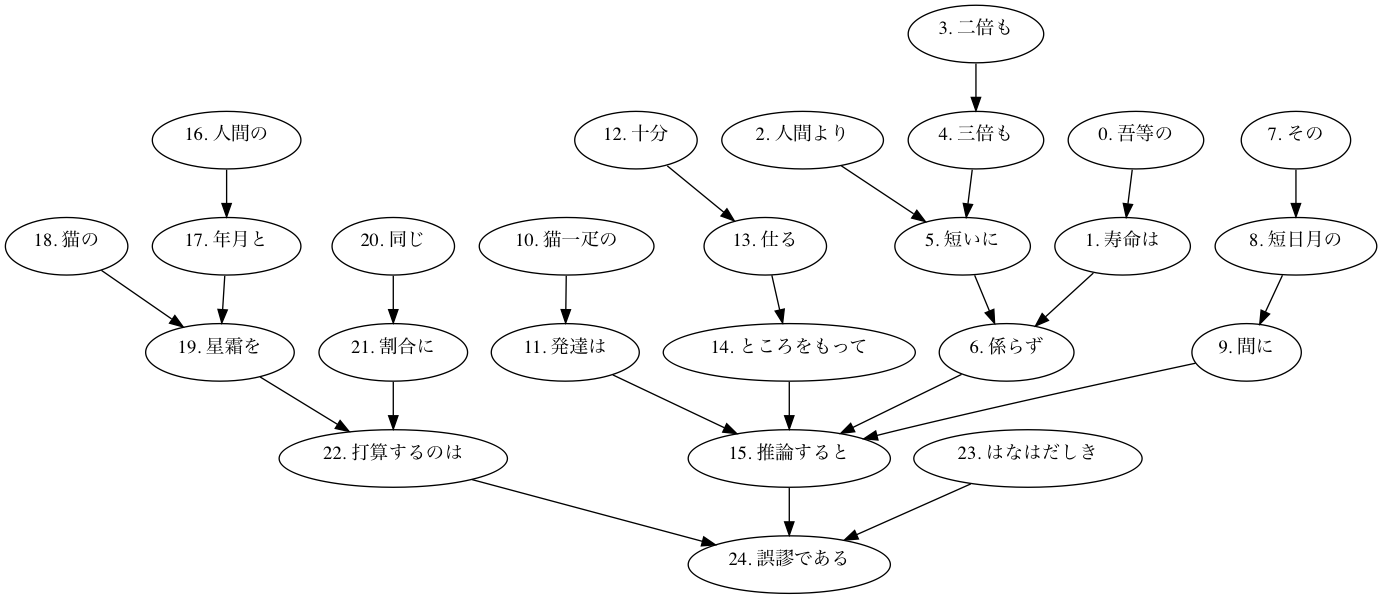 3. 二倍も
16. 人間の
12. 十分
2. 人間より
4. 三倍も
0. 吾等の
7. その
18. 猫の
17. 年月と
20. 同じ
10. 猫一疋の
13. 仕る
5. 短いに
1. 寿命は
8. 短日月の
19. 星霜を
21. 割合に
11. 発達は
14. ところをもって
6. 係らず
9. 間に
22. 打算するのは
15. 推論すると
23. はなはだしき
24. 誤謬である